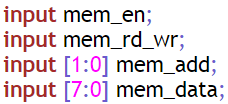 input mem_en;
input mem_rd_wr;
input [1:0] mem_add;
input [7:0] mem_data;